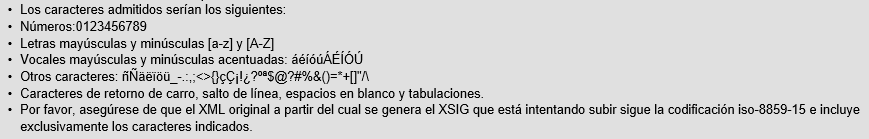 • Los caracteres admitidos serían los siguientes:
• Números:0123456789
• Letras mayúsculas y minúsculas [a-z] y [A-Z]
• Vocales mayúsculas y minúsculas acentuadas: áéíóúÁÉÍÓÚ
• Otros caracteres: ñÑäëïöü_-.:,;<>{}çÇ¡!¿?ºª$@?#%&()=*+[]"/\
• Caracteres de retorno de carro, salto de línea, espacios en blanco y tabulaciones.
• Por favor, asegúrese de que el XML original a partir del cual se genera el XSIG que está intentando subir sigue la codificación iso-8859-15 e incluye
exclusivamente los caracteres indicados.